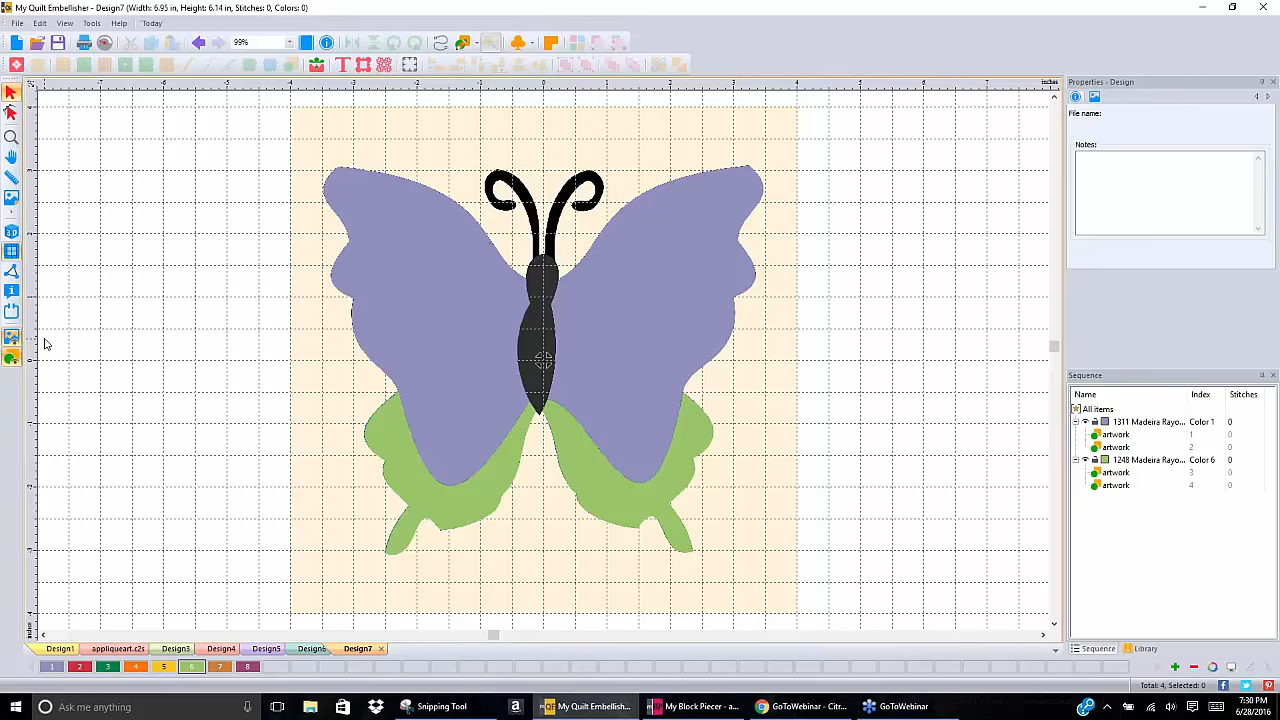 My Quilt Embellisher - Design7 (Width: 6.95 in, Height: 6.14 in, Stitches: 0, Colors: 0)
File Edit View Tools Help 'Today'
99%
inches
Properties - Design
File name:
Notes:
Sequence
Name Index Stitches
All items
1311 Madeira Rayo... Color 1 0
artwork 1 0
artwork 2 0
1248 Madeira Rayo... Color 6 0
artwork 3 0
artwork 4 0
Design1 appliqueart.c2s Design3 Design4 Design5 Design6 Design7
Sequence Library
1 2 3 4 5 6 7 8
Total: 4, Selected: 0
Ask me anything
Snipping Tool
My Quilt Embellishe...
My Block Piecer - a...
GoToWebinar - Citr...
GoToWebinar
7:30 PM
6/28/2016